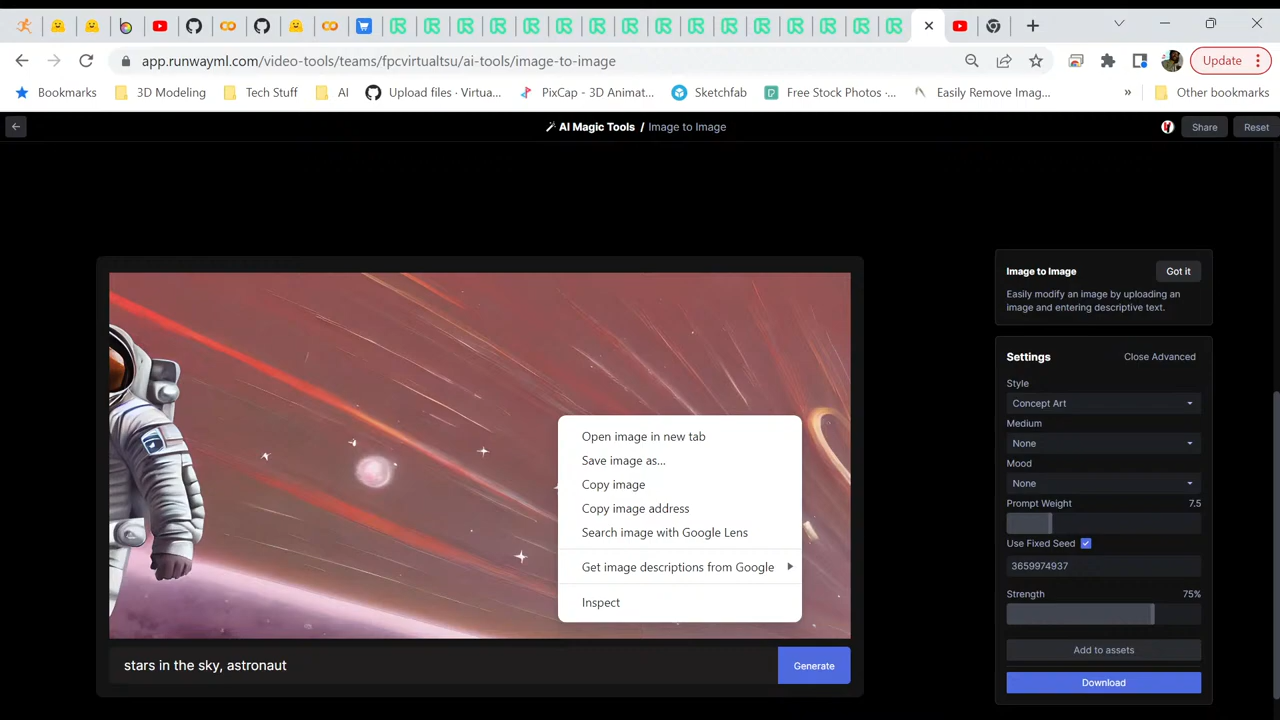 app.runwayml.com/video-tools/teams/fpcvirtualtsu/ai-tools/image-to-image
Update
Bookmarks
3D Modeling
Tech Stuff
AI
Upload files · Virtua...
PixCap - 3D Animat...
Sketchfab
Free Stock Photos ·...
Easily Remove Imag...
»
Other bookmarks
AI Magic Tools / Image to Image
Share
Reset
Image to Image
Got it
Easily modify an image by uploading an
image and entering descriptive text.
Settings
Close Advanced
Style
Concept Art
Medium
None
Mood
None
Prompt Weight
7.5
Use Fixed Seed
3659974937
Strength
75%
Add to assets
Download
Open image in new tab
Save image as...
Copy image
Copy image address
Search image with Google Lens
Get image descriptions from Google
Inspect
stars in the sky, astronaut
Generate